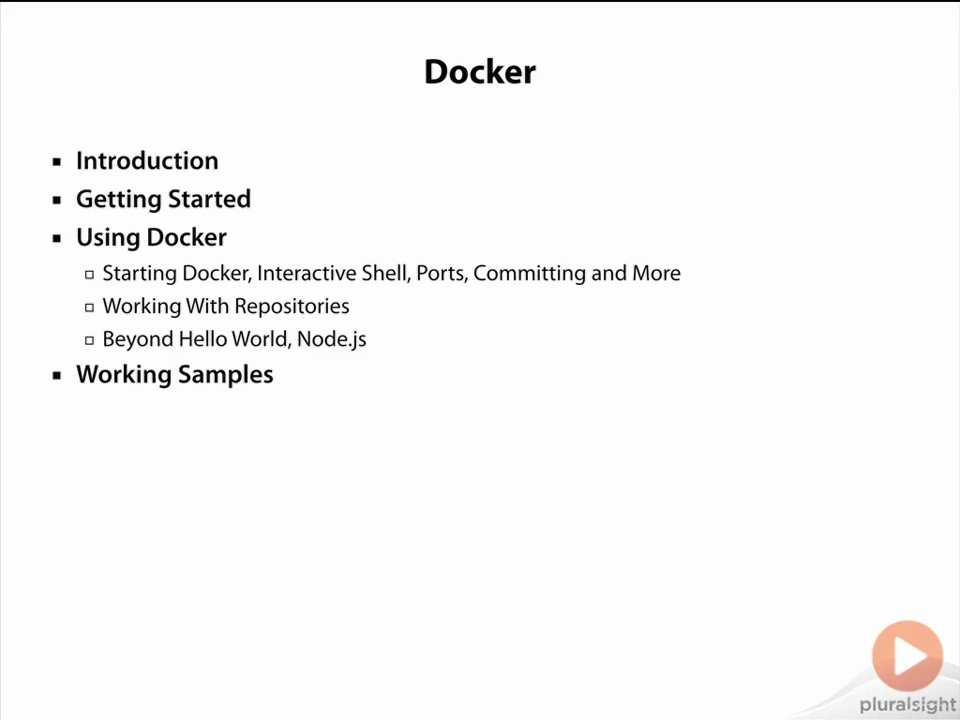 Docker
Introduction
Getting Started
Using Docker
Starting Docker, Interactive Shell, Ports, Committing and More
Working With Repositories
Beyond Hello World, Node.js
Working Samples
pluralsight